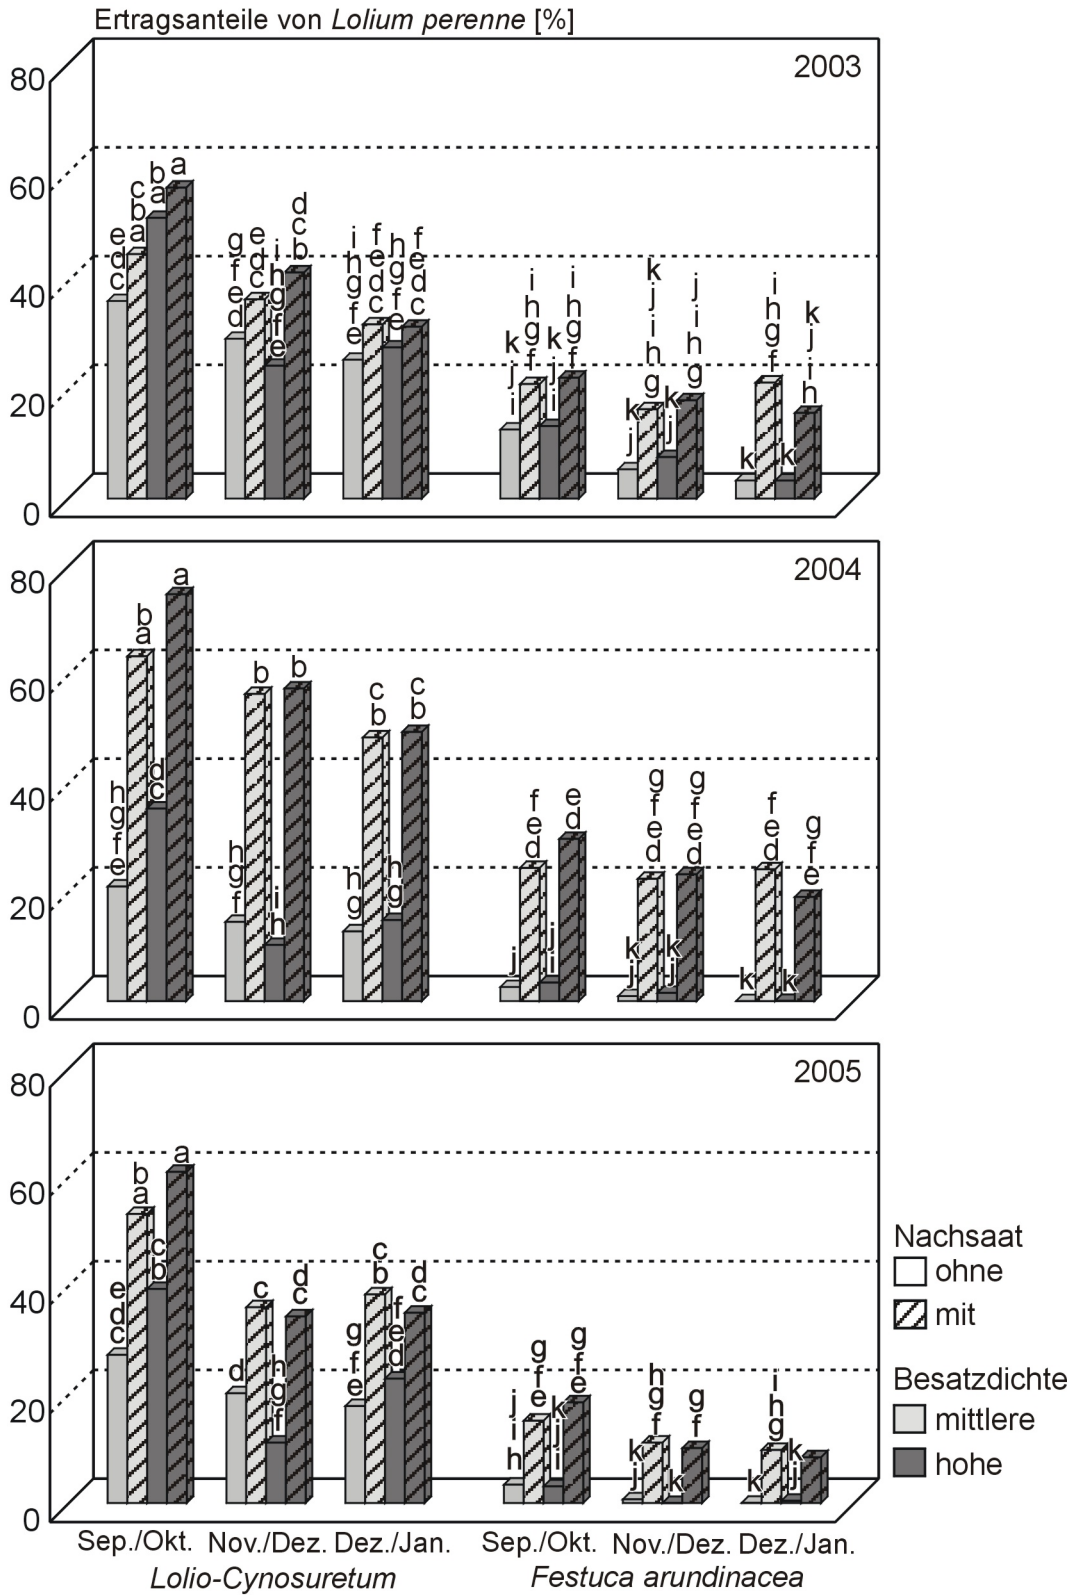 Ertragsanteile von Lolium perenne [%]
2003
80
60
40
20
0
e d c
c b a
b a
a
g f e d
e d c
i h g f e
d c b
i h g f e
f e d c
h g f e
f e d c
k j i
i h g f
k j i
i h g f
k j
k j i h g
k j
j i h g
k
i h g f
k
k j i h
2004
80
60
40
20
0
h g f e
b a
d c
a
h g f
b
i h
b
h g
c b
h g
c b
j
f e d
j i
e d
k j
g f e d
k j
g f e d
k
f e d
k
g f e
2005
80
60
40
20
0
e d c
b a
c b
a
d
c
h g f
d c
g f e
c b
f e d
d c
j i h
g f e
k j i
g f e
k j
h g f
k
g f
k
i h g
k j
Sep./Okt. Nov./Dez. Dez./Jan. Sep./Okt. Nov./Dez. Dez./Jan.
Lolio-Cynosuretum Festuca arundinacea
Nachsaat
ohne
mit
Besatzdichte
mittlere
hohe